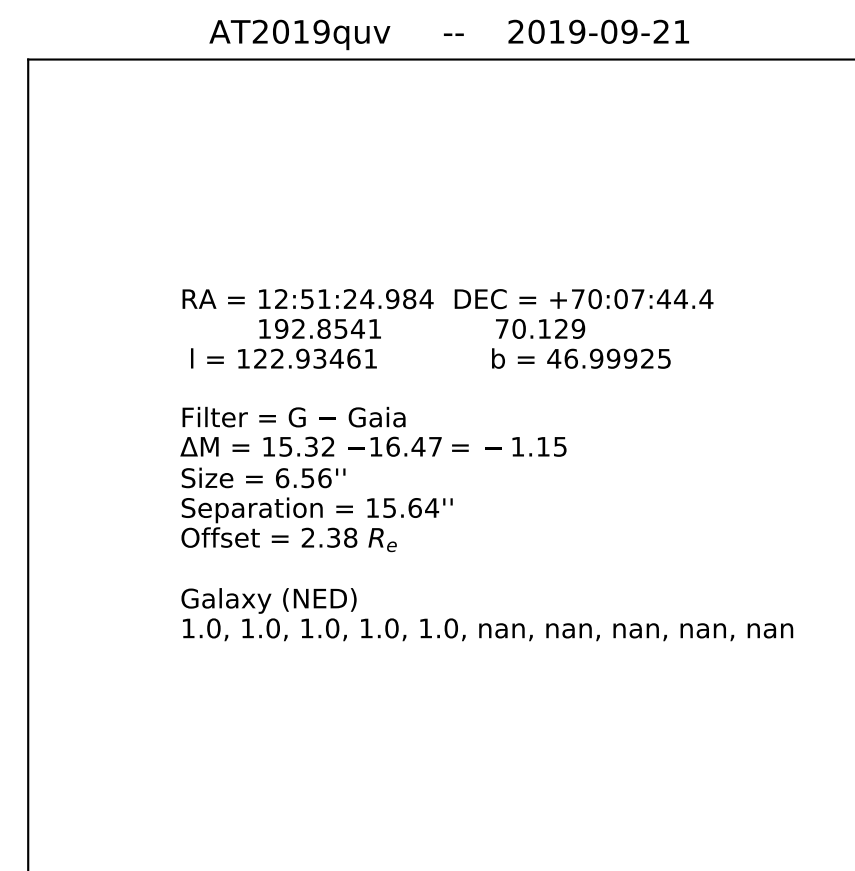 AT2019quv -- 2019-09-21
RA = 12:51:24.984 DEC = +70:07:44.4
192.8541 70.129
l = 122.93461 b = 46.99925
Filter = G − Gaia
ΔM = 15.32 −16.47 = − 1.15
Size = 6.56''
Separation = 15.64''
Offset = 2.38 Rₑ
Galaxy (NED)
1.0, 1.0, 1.0, 1.0, 1.0, nan, nan, nan, nan, nan